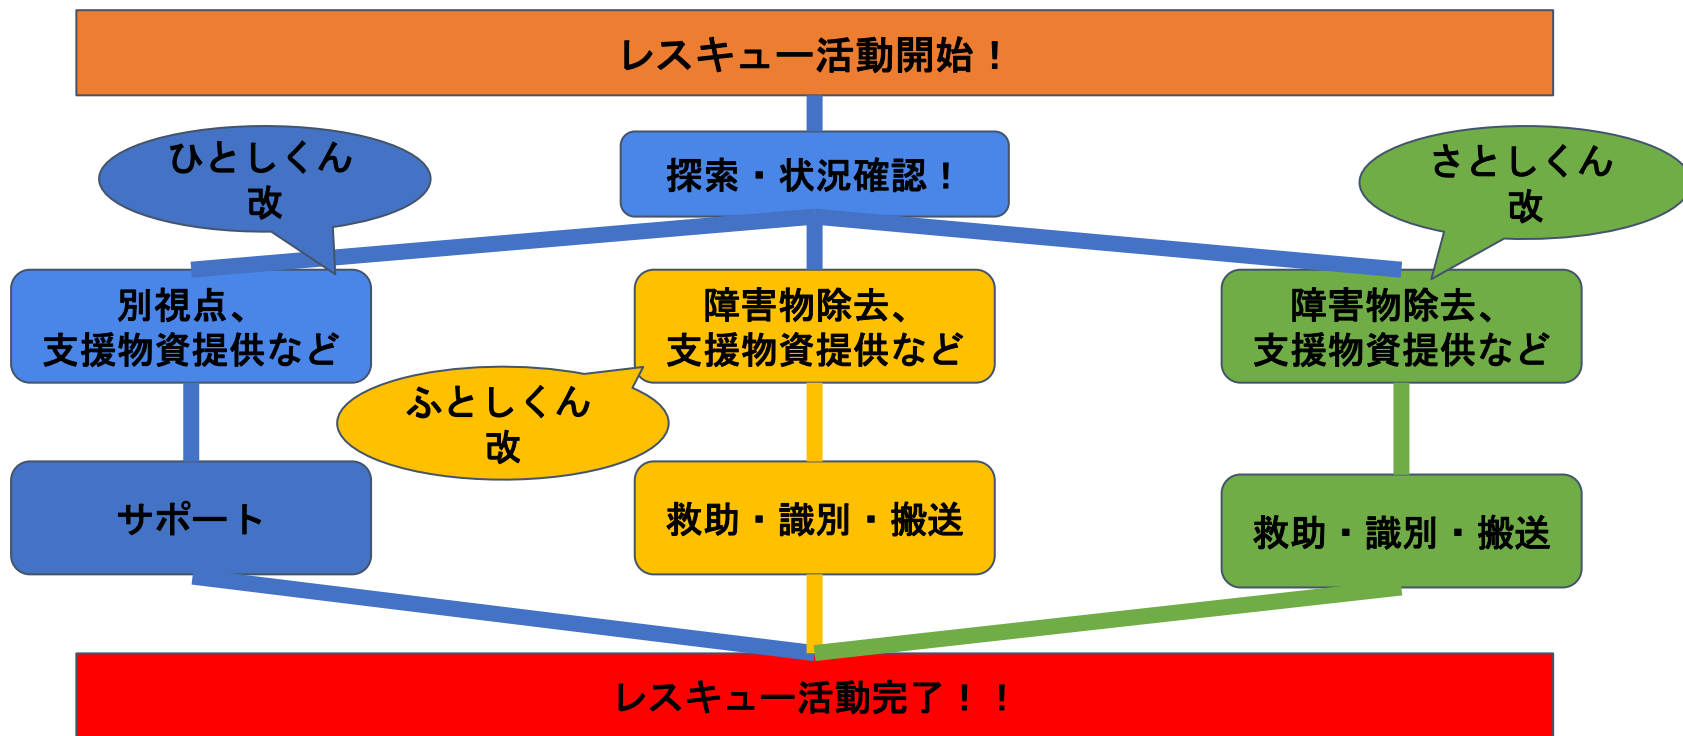 レスキュー活動開始！
ひとしくん
改
探索・状況確認！
さとしくん
改
別視点、
支援物資提供など
障害物除去、
支援物資提供など
障害物除去、
支援物資提供など
ふとしくん
改
サポート
救助・識別・搬送
救助・識別・搬送
レスキュー活動完了！！